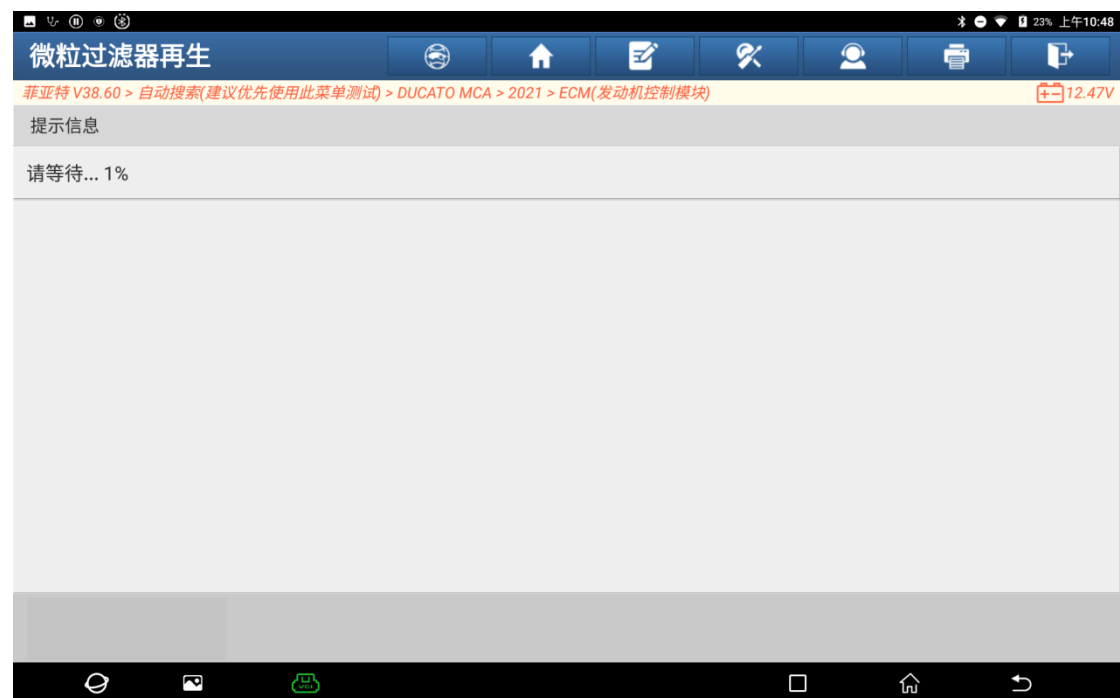 23% 上午10:48
微粒过滤器再生
菲亚特 V38.60 > 自动搜索(建议优先使用此菜单测试) > DUCATO MCA > 2021 > ECM(发动机控制模块) 12.47V
提示信息
请等待... 1%
VCI